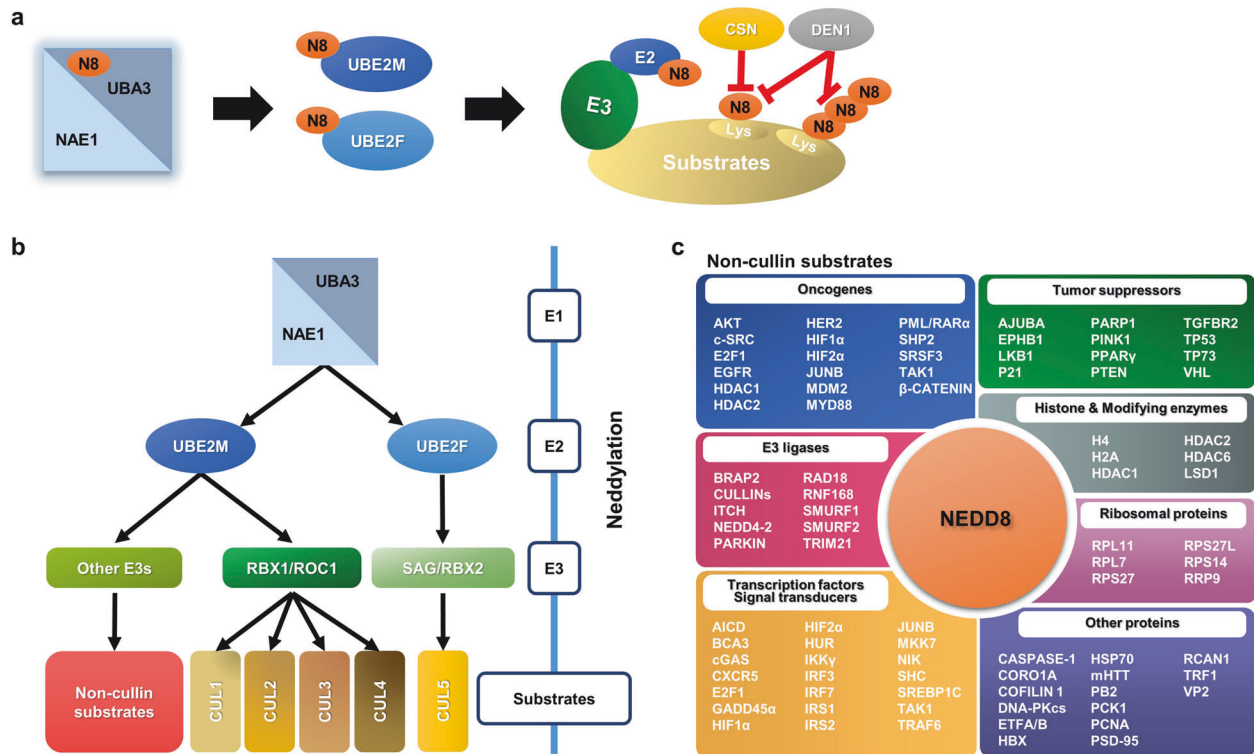 a
N8
UBA3
NAE1
N8
UBE2M
N8
UBE2F
CSN
DEN1
E2
N8
E3
N8
N8
N8
N8
Lys
Lys
Substrates
b
UBA3
NAE1
E1
UBE2M
UBE2F
E2
Neddylation
Other E3s
RBX1/ROC1
SAG/RBX2
E3
Non-cullin
substrates
CUL1
CUL2
CUL3
CUL4
CUL5
Substrates
c
Non-cullin substrates
Oncogenes
AKT HER2 PML/RARα
c-SRC HIF1α SHP2
E2F1 HIF2α SRSF3
EGFR JUNB TAK1
HDAC1 MDM2 β-CATENIN
HDAC2 MYD88
Tumor suppressors
AJUBA PARP1 TGFBR2
EPHB1 PINK1 TP53
LKB1 PPARγ TP73
P21 PTEN VHL
Histone & Modifying enzymes
H4 HDAC2
H2A HDAC6
HDAC1 LSD1
E3 ligases
BRAP2 RAD18
CULLINs RNF168
ITCH SMURF1
NEDD4-2 SMURF2
PARKIN TRIM21
NEDD8
Ribosomal proteins
RPL11 RPS27L
RPL7 RPS14
RPS27 RRP9
Transcription factors
Signal transducers
AICD HIF2α JUNB
BCA3 HUR MKK7
cGAS IKKγ NIK
CXCR5 IRF3 SHC
E2F1 IRF7 SREBP1C
GADD45α IRS1 TAK1
HIF1α IRS2 TRAF6
Other proteins
CASPASE-1 HSP70 RCAN1
CORO1A mHTT TRF1
COFILIN 1 PB2 VP2
DNA-PKcs PCK1
ETFA/B PCNA
HBX PSD-95